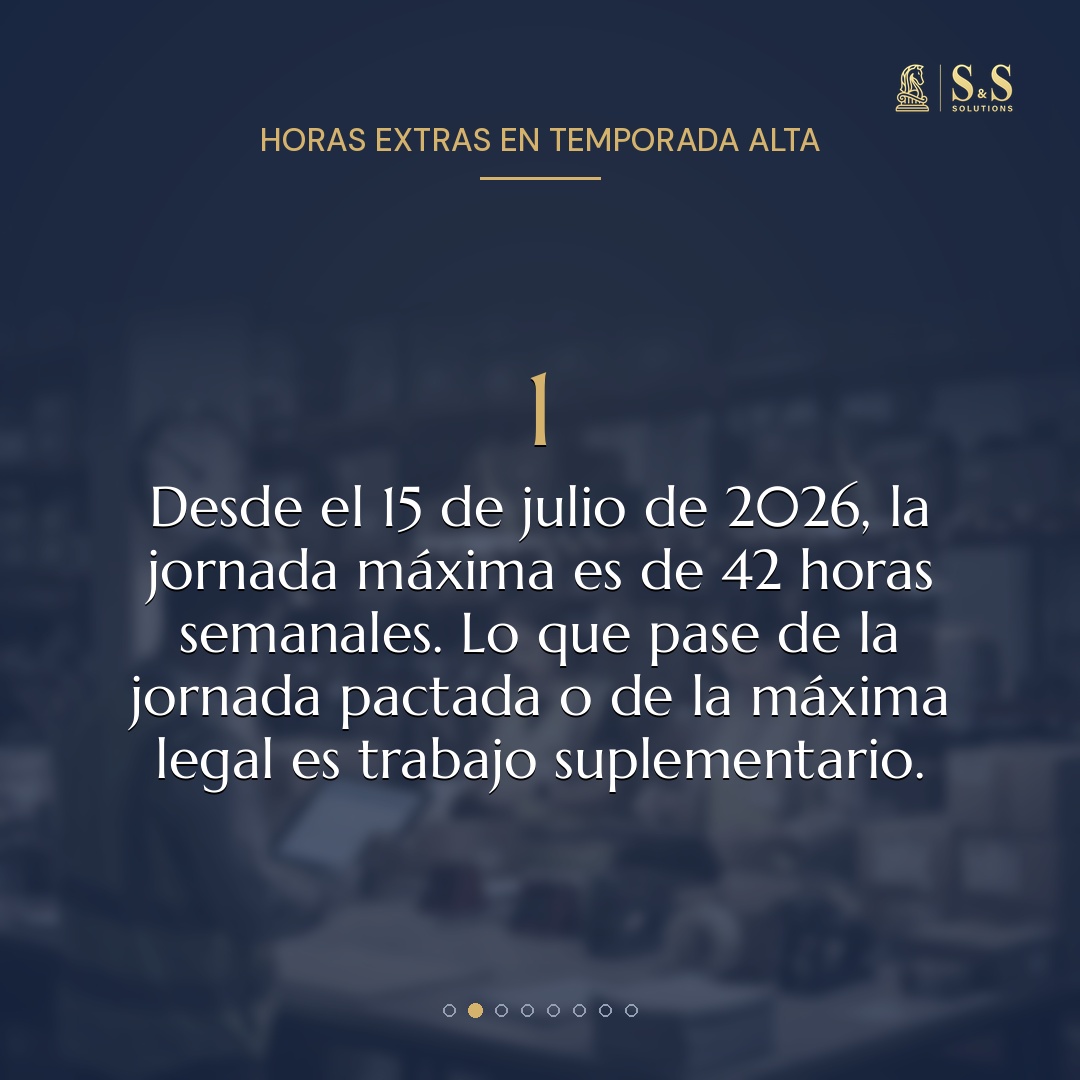 S&S
SOLUTIONS
HORAS EXTRAS EN TEMPORADA ALTA
1
Desde el 15 de julio de 2026, la
jornada máxima es de 42 horas
semanales. Lo que pase de la
jornada pactada o de la máxima
legal es trabajo suplementario.